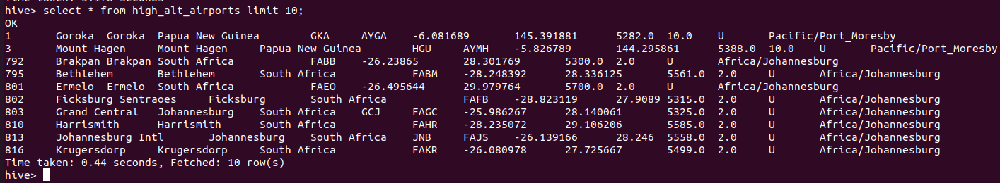 hive> select * from high_alt_airports limit 10;
OK
1 Goroka Goroka Papua New Guinea GKA AYGA -6.081689 145.391881 5282.0 10.0 U Pacific/Port_Moresby
3 Mount Hagen Mount Hagen Papua New Guinea HGU AYMH -5.826789 144.295861 5388.0 10.0 U Pacific/Port_Moresby
792 Brakpan Brakpan South Africa FABB -26.23865 28.301769 5300.0 2.0 U Africa/Johannesburg
795 Bethlehem Bethlehem South Africa FABM -28.248392 28.336125 5561.0 2.0 U Africa/Johannesburg
801 Ermelo Ermelo South Africa FAEO -26.495644 29.979764 5700.0 2.0 U Africa/Johannesburg
802 Ficksburg Sentraoes Ficksburg South Africa FAFB -28.823119 27.9089 5315.0 2.0 U Africa/Johannesburg
803 Grand Central Johannesburg South Africa GCJ FAGC -25.986267 28.140061 5325.0 2.0 U Africa/Johannesburg
810 Harrismith Harrismith South Africa FAHR -28.235072 29.106206 5585.0 2.0 U Africa/Johannesburg
813 Johannesburg Intl Johannesburg South Africa JNB FAJS -26.139166 28.246 5558.0 2.0 U Africa/Johannesburg
816 Krugersdorp Krugersdorp South Africa FAKR -26.080978 27.725667 5499.0 2.0 U Africa/Johannesburg
Time taken: 0.44 seconds, Fetched: 10 row(s)
hive>